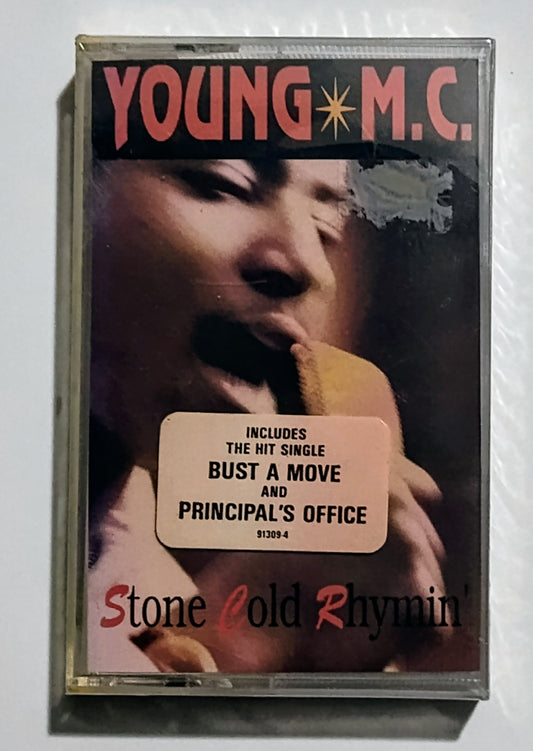 YOUNG M.C.
INCLUDES
THE HIT SINGLE
BUST A MOVE
AND
PRINCIPAL'S OFFICE
91309-4
Stone Cold Rhymin'